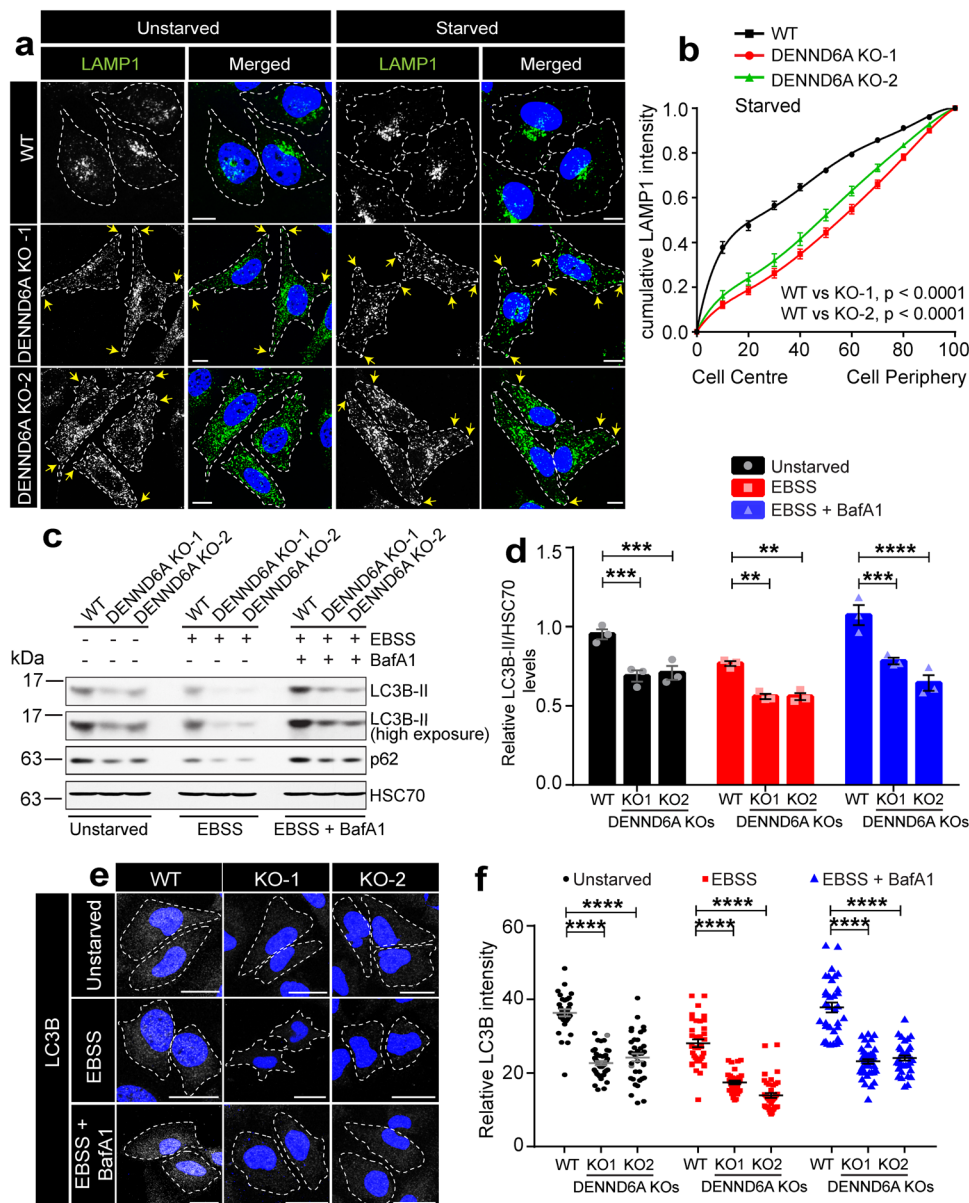 a
Unstarved Starved
LAMP1 Merged LAMP1 Merged
WT
DENND6A KO -1
DENND6A KO-2
b
WT
DENND6A KO-1
DENND6A KO-2
Starved
cumulative LAMP1 intensity
1.0
0.8
0.6
0.4
0.2
0.0
WT vs KO-1, p < 0.0001
WT vs KO-2, p < 0.0001
0 20 40 60 80 100
Cell Centre Cell Periphery
c
WT DENND6A KO-1 DENND6A KO-2 WT DENND6A KO-1 DENND6A KO-2 WT DENND6A KO-1 DENND6A KO-2
- - - + + + + + + EBSS
- - - - - - + + + BafA1
kDa
17 LC3B-II
17 LC3B-II
(high exposure)
63 p62
63 HSC70
Unstarved EBSS EBSS + BafA1
Unstarved
EBSS
EBSS + BafA1
d
Relative LC3B-II/HSC70
levels
1.5
1.0
0.5
0.0
*** ** ****
*** ** ***
WT KO1 KO2 WT KO1 KO2 WT KO1 KO2
DENND6A KOs DENND6A KOs DENND6A KOs
e
WT KO-1 KO-2
LC3B
Unstarved
EBSS
EBSS +
BafA1
f
Unstarved EBSS EBSS + BafA1
**** **** ****
**** **** ****
Relative LC3B intensity
60
40
20
0
WT KO1 KO2 WT KO1 KO2 WT KO1 KO2
DENND6A KOs DENND6A KOs DENND6A KOs